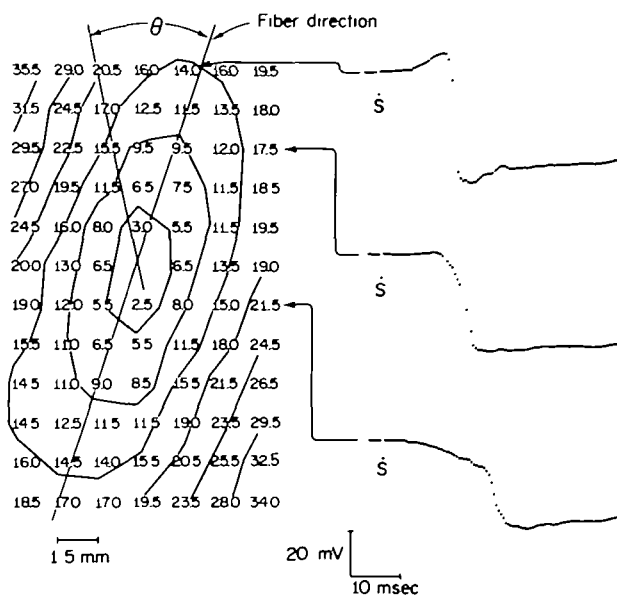 θ
Fiber direction
35.5 29.0 20.5 16.0 14.0 16.0 19.5
31.5 24.5 17.0 12.5 11.5 13.5 18.0
29.5 22.5 15.5 9.5 9.5 12.0 17.5
27.0 19.5 11.5 6.5 7.5 11.5 18.5
24.5 16.0 8.0 3.0 5.5 11.5 19.5
20.0 13.0 6.5 6.5 13.5 19.0
19.0 12.0 5.5 2.5 8.0 15.0 21.5
15.5 11.0 6.5 5.5 11.5 18.0 24.5
14.5 11.0 9.0 8.5 15.5 21.5 26.5
14.5 12.5 11.5 11.5 19.0 23.5 29.5
16.0 14.5 14.0 15.5 20.5 25.5 32.5
18.5 17.0 17.0 19.5 23.5 28.0 34.0
1.5 mm
S
S
S
20 mV
10 msec